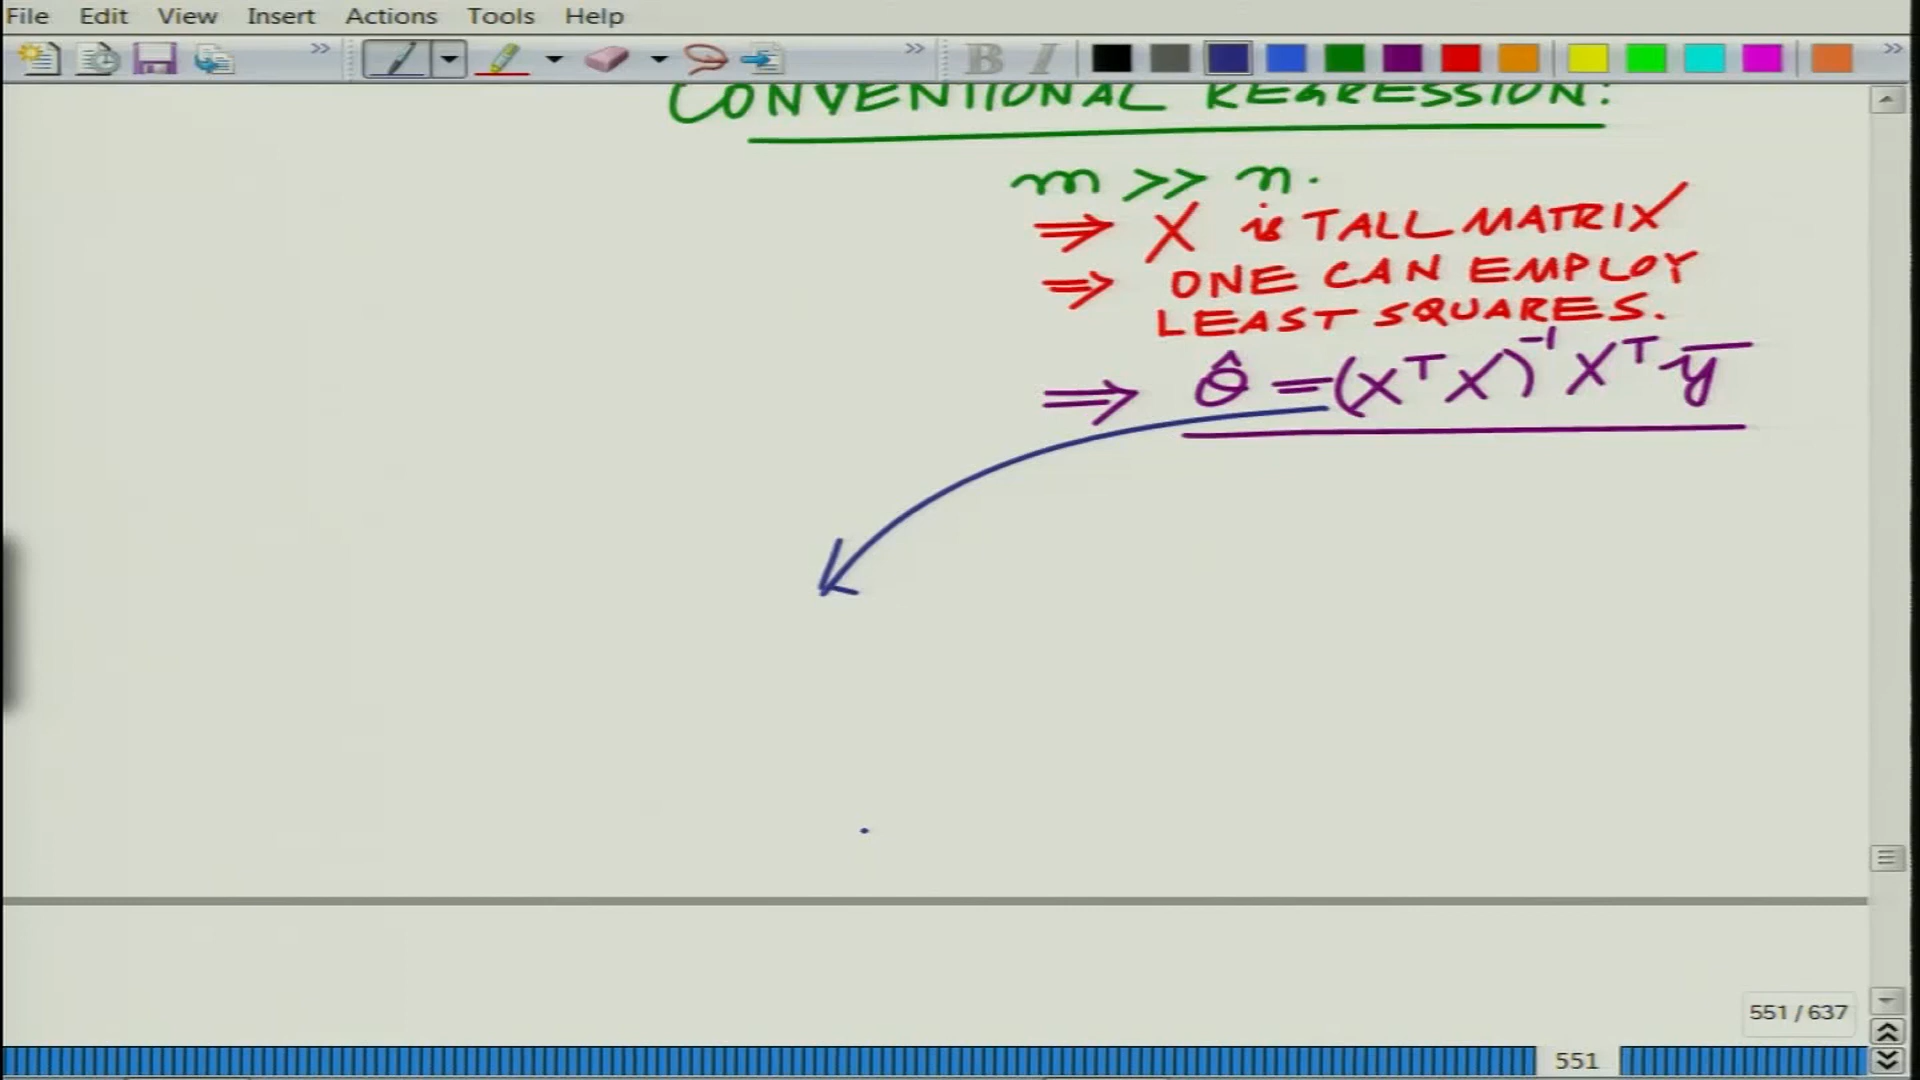 File Edit View Insert Actions Tools Help
B I
CONVENTIONAL REGRESSION:
m >> n.
⇒ X is TALL MATRIX
⇒ ONE CAN EMPLOY
LEAST SQUARES.
⇒ θ̂ = (XᵀX)⁻¹ Xᵀ ȳ
551 / 637
551